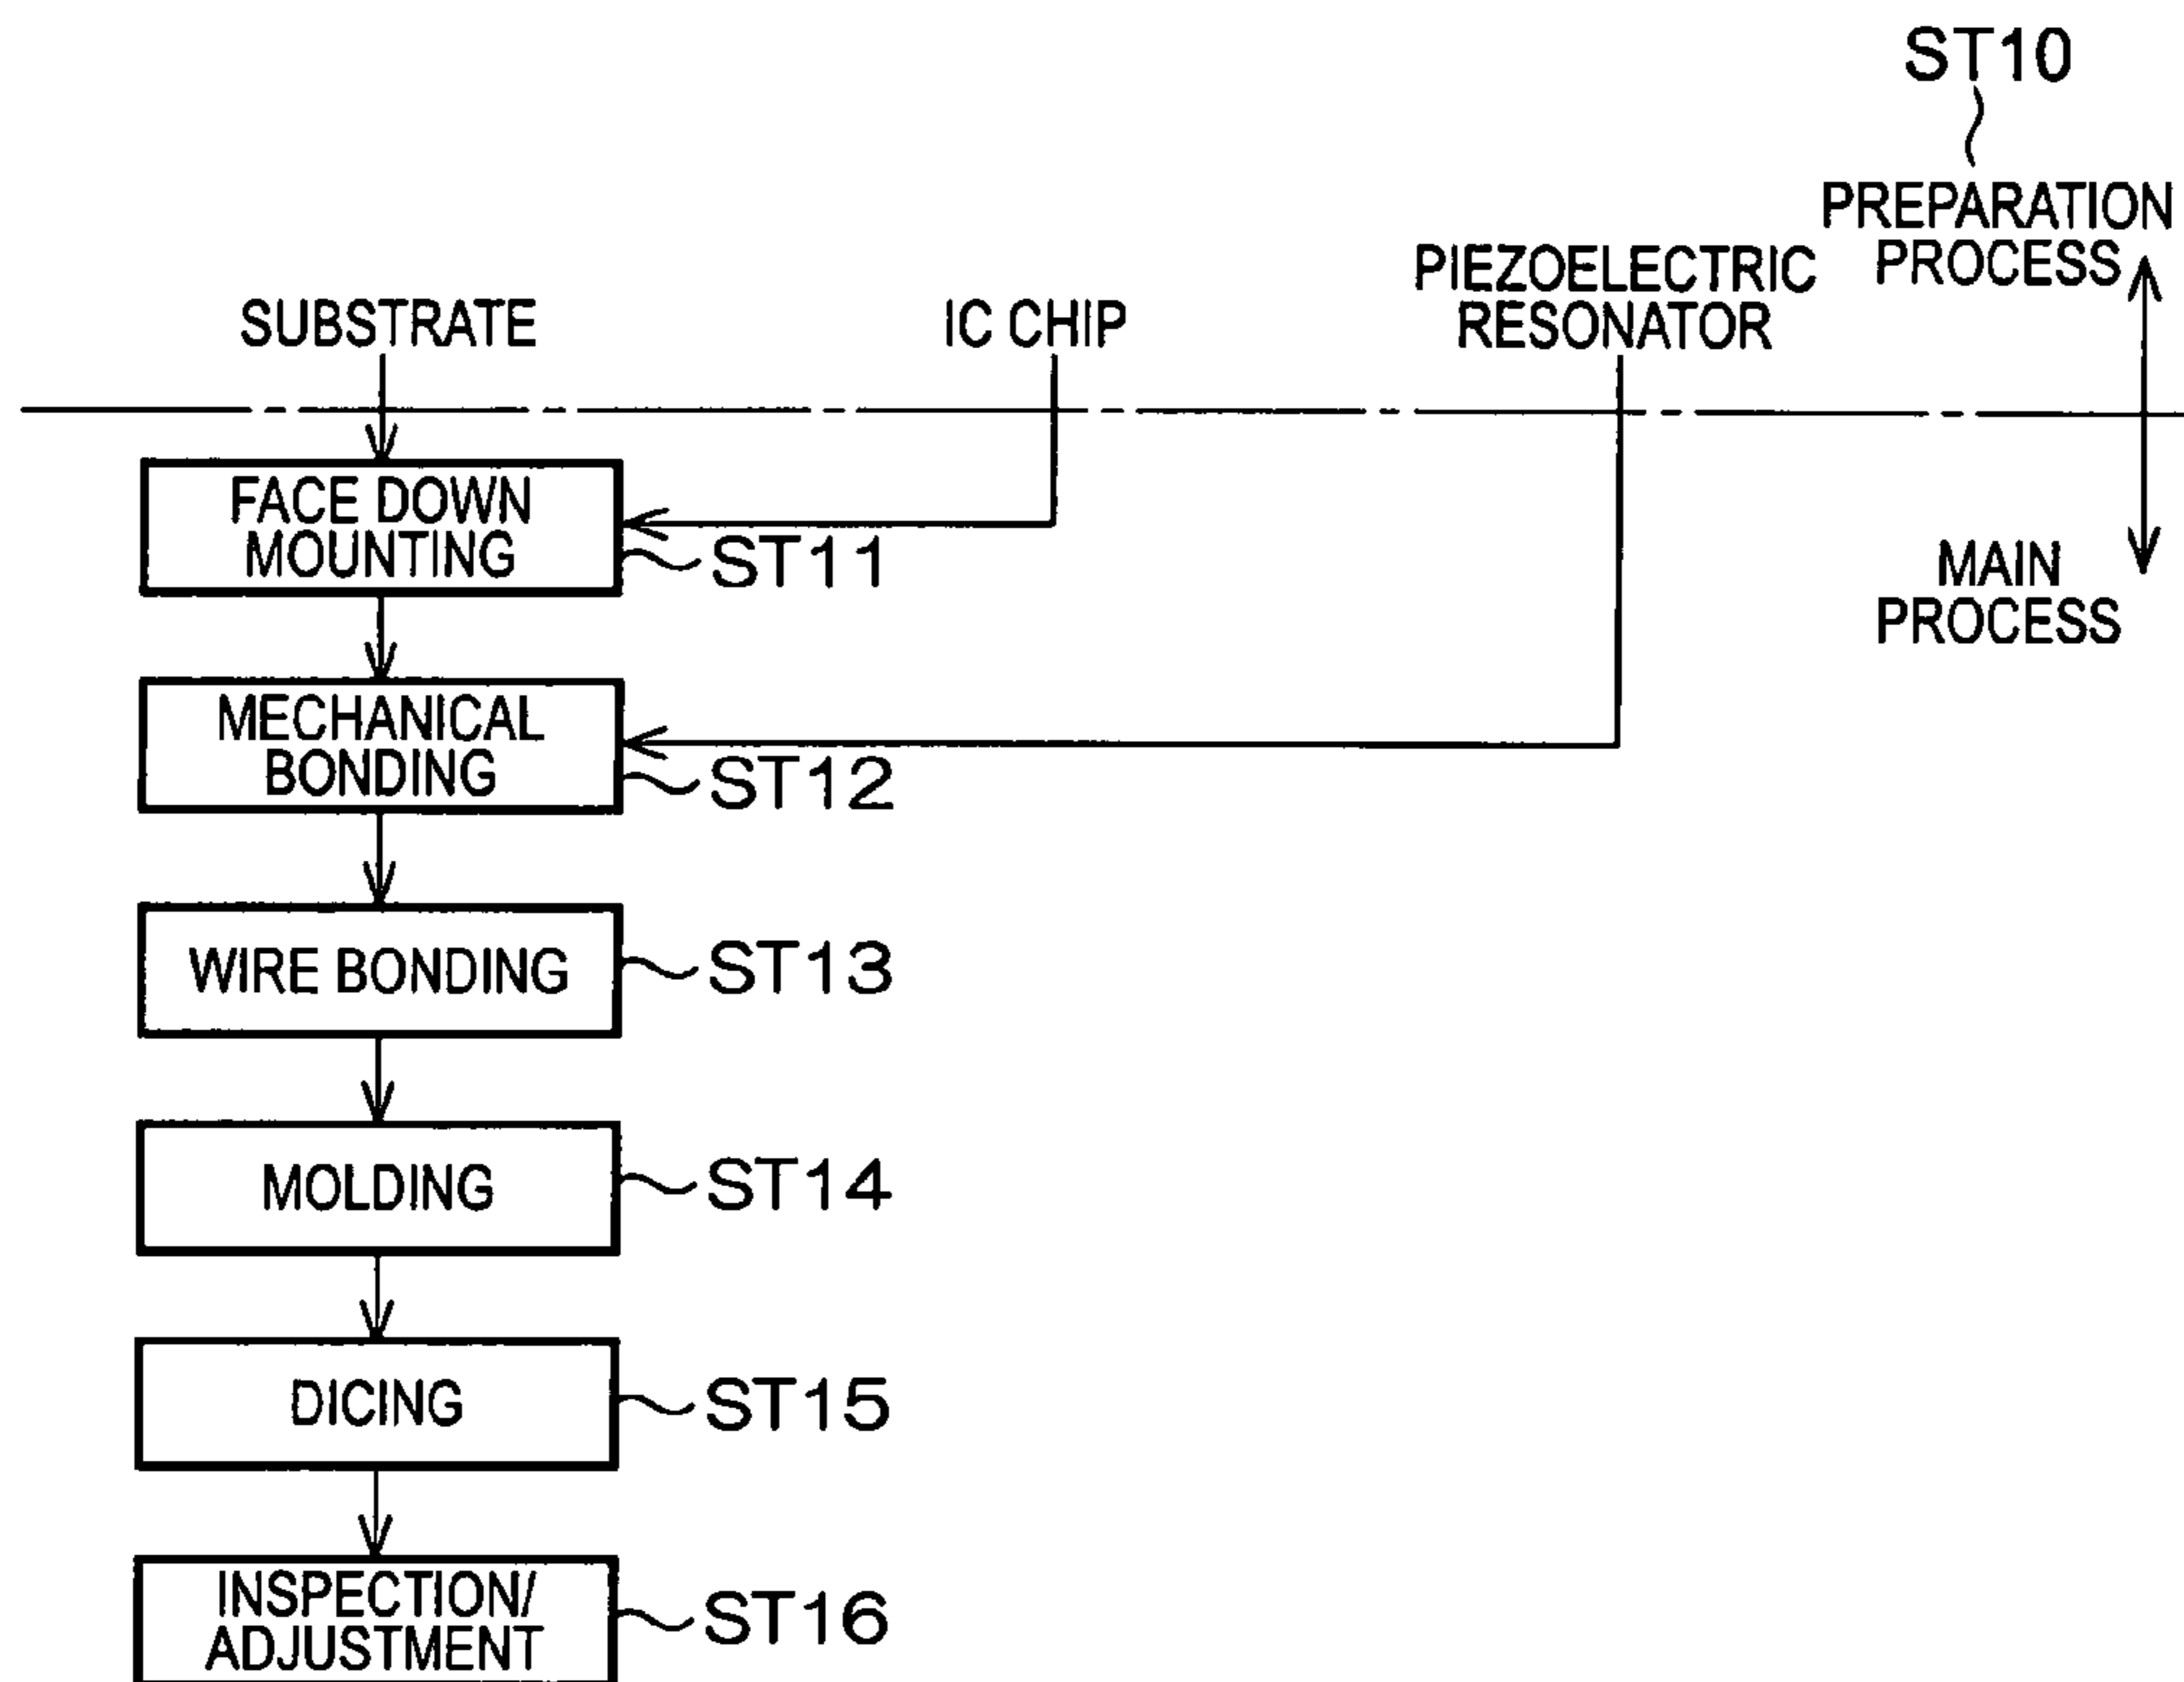 ST10
PREPARATION
PROCESS
SUBSTRATE
IC CHIP
PIEZOELECTRIC
RESONATOR
FACE DOWN
MOUNTING
ST11
MAIN
PROCESS
MECHANICAL
BONDING
ST12
WIRE BONDING
ST13
MOLDING
ST14
DICING
ST15
INSPECTION/
ADJUSTMENT
ST16